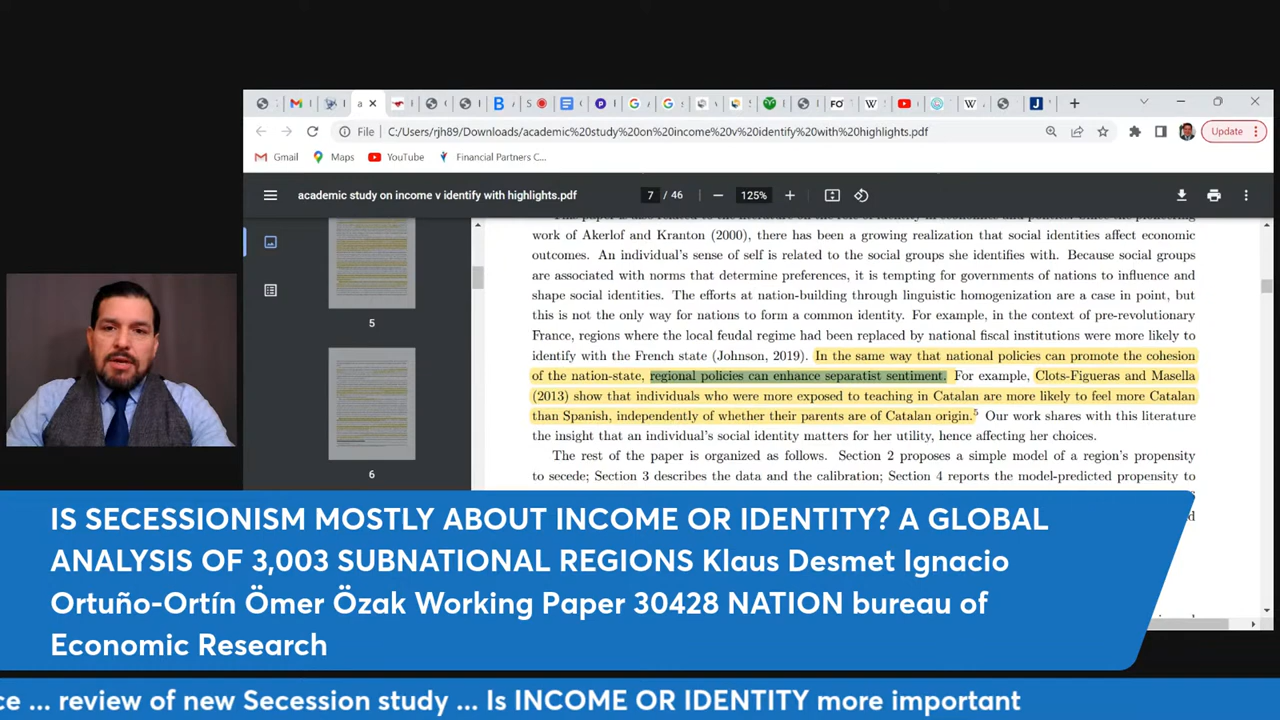 File
C:/Users/rjh89/Downloads/academic%20study%20on%20income%20v%20identify%20with%20highlights.pdf
Update
Gmail
Maps
YouTube
Financial Partners C...
academic study on income v identify with highlights.pdf
7 / 46
125%
work of Akerlof and Kranton (2000), there has been a growing realization that social identities affect economic
outcomes. An individual's sense of self is related to the social groups she identifies with. Because social groups
are associated with norms that determine preferences, it is tempting for governments of nations to influence and
shape social identities. The efforts at nation-building through linguistic homogenization are a case in point, but
this is not the only way for nations to form a common identity. For example, in the context of pre-revolutionary
France, regions where the local feudal regime had been replaced by national fiscal institutions were more likely to
identify with the French state (Johnson, 2019). In the same way that national policies can promote the cohesion
of the nation-state, regional policies can enhance separatist sentiment. For example, Clots-Figueras and Masella
(2013) show that individuals who were more exposed to teaching in Catalan are more likely to feel more Catalan
than Spanish, independently of whether their parents are of Catalan origin.5 Our work shares with this literature
the insight that an individual's social identity matters for her utility, hence affecting her choices.
The rest of the paper is organized as follows. Section 2 proposes a simple model of a region's propensity
to secede; Section 3 describes the data and the calibration; Section 4 reports the model-predicted propensity to
5
6
IS SECESSIONISM MOSTLY ABOUT INCOME OR IDENTITY? A GLOBAL
ANALYSIS OF 3,003 SUBNATIONAL REGIONS Klaus Desmet Ignacio
Ortuño-Ortín Ömer Özak Working Paper 30428 NATION bureau of
Economic Research
ce ... review of new Secession study ... Is INCOME OR IDENTITY more important